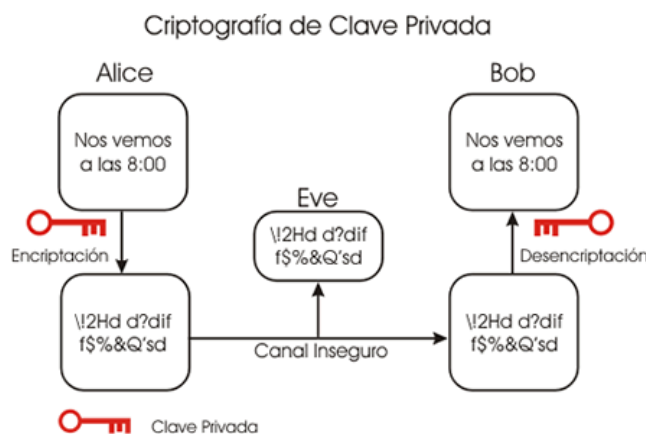 Criptografía de Clave Privada
Alice
Bob
Nos vemos
a las 8:00
Nos vemos
a las 8:00
Eve
\!2Hd d?dif
f$%&Q'sd
Encriptación
Desencriptación
\!2Hd d?dif
f$%&Q'sd
\!2Hd d?dif
f$%&Q'sd
Canal Inseguro
Clave Privada